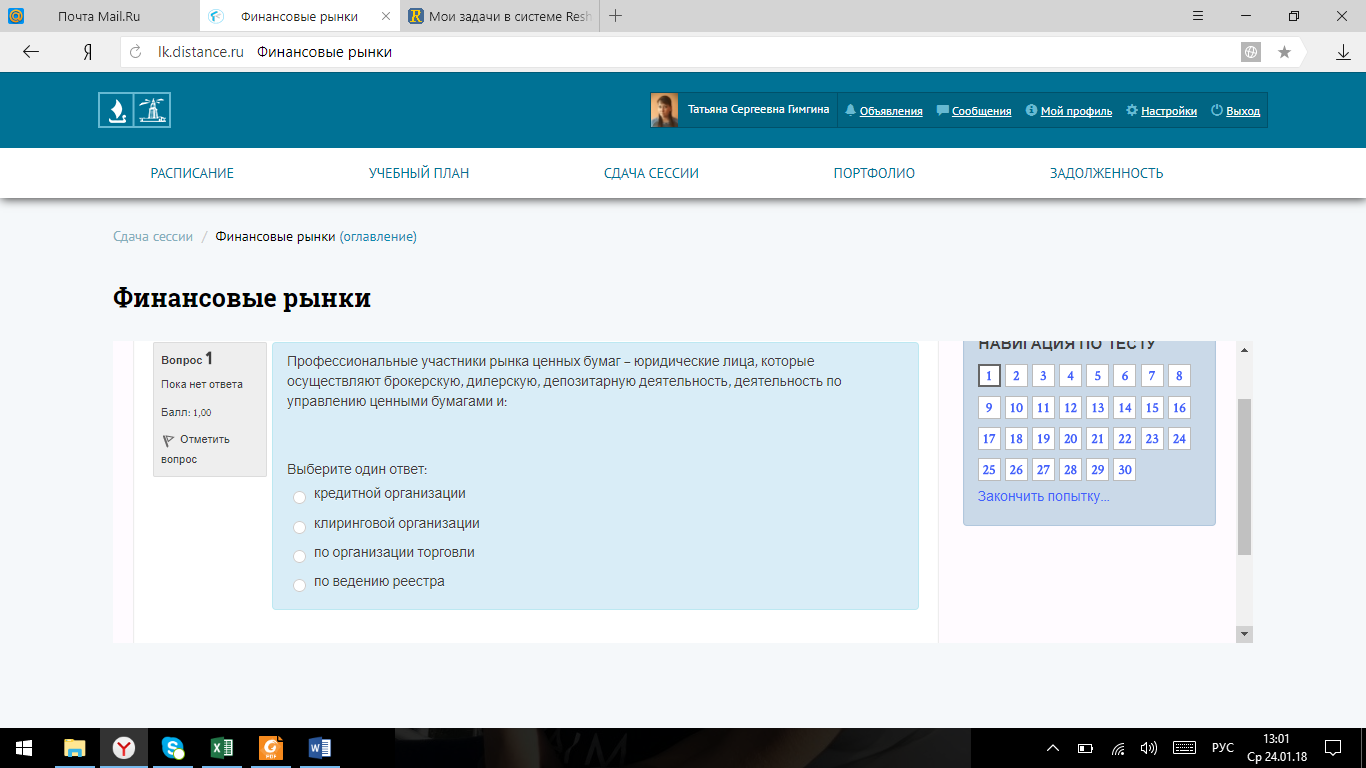 Почта Mail.Ru
Финансовые рынки
Мои задачи в системе Resh
Я
lk.distance.ru Финансовые рынки
Татьяна Сергеевна Гимгина
Объявления
Сообщения
Мой профиль
Настройки
Выход
РАСПИСАНИЕ
УЧЕБНЫЙ ПЛАН
СДАЧА СЕССИИ
ПОРТФОЛИО
ЗАДОЛЖЕННОСТЬ
Сдача сессии / Финансовые рынки (оглавление)
Финансовые рынки
Вопрос 1
Пока нет ответа
Балл: 1,00
Отметить
вопрос
Профессиональные участники рынка ценных бумаг – юридические лица, которые
осуществляют брокерскую, дилерскую, депозитарную деятельность, деятельность по
управлению ценными бумагами и:
Выберите один ответ:
кредитной организации
клиринговой организации
по организации торговли
по ведению реестра
НАВИГАЦИЯ ПО ТЕСТУ
1 2 3 4 5 6 7 8
9 10 11 12 13 14 15 16
17 18 19 20 21 22 23 24
25 26 27 28 29 30
Закончить попытку...
РУС
13:01
Ср 24.01.18